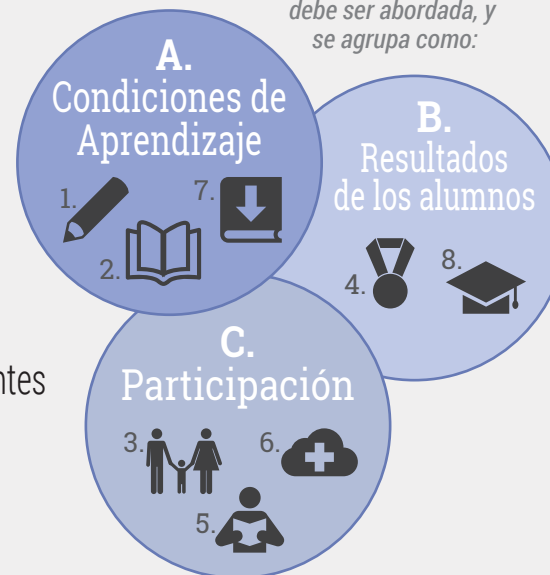 debe ser abordada, y
se agrupa como:
A.
Condiciones de
Aprendizaje
1.
7.
2.
B.
Resultados
de los alumnos
4.
8.
C.
Participación
3.
6.
5.
ntes